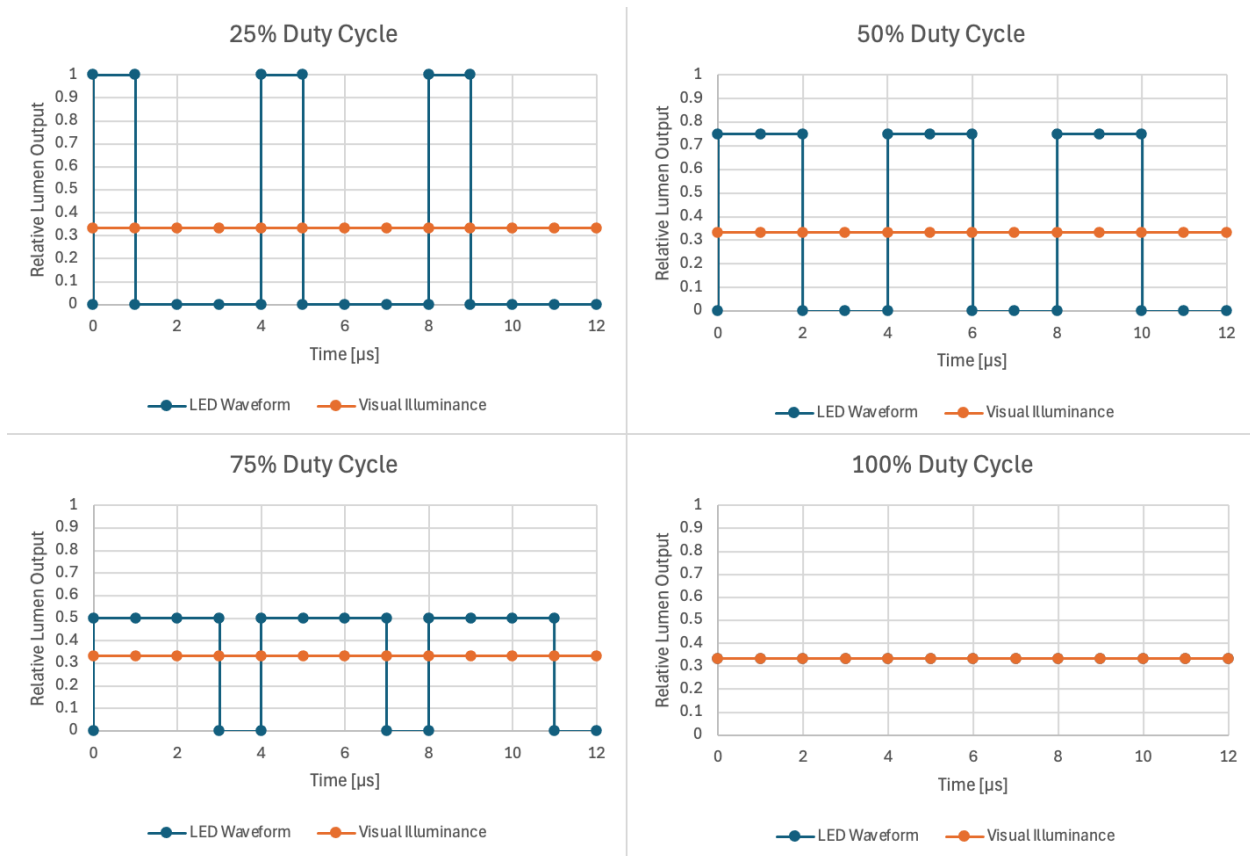 25% Duty Cycle
Relative Lumen Output
1
0.9
0.8
0.7
0.6
0.5
0.4
0.3
0.2
0.1
0
0 2 4 6 8 10 12
Time [µs]
LED Waveform Visual Illuminance
50% Duty Cycle
Relative Lumen Output
1
0.9
0.8
0.7
0.6
0.5
0.4
0.3
0.2
0.1
0
0 2 4 6 8 10 12
Time [µs]
LED Waveform Visual Illuminance
75% Duty Cycle
Relative Lumen Output
1
0.9
0.8
0.7
0.6
0.5
0.4
0.3
0.2
0.1
0
0 2 4 6 8 10 12
Time [µs]
LED Waveform Visual Illuminance
100% Duty Cycle
Relative Lumen Output
1
0.9
0.8
0.7
0.6
0.5
0.4
0.3
0.2
0.1
0
0 2 4 6 8 10 12
Time [µs]
LED Waveform Visual Illuminance